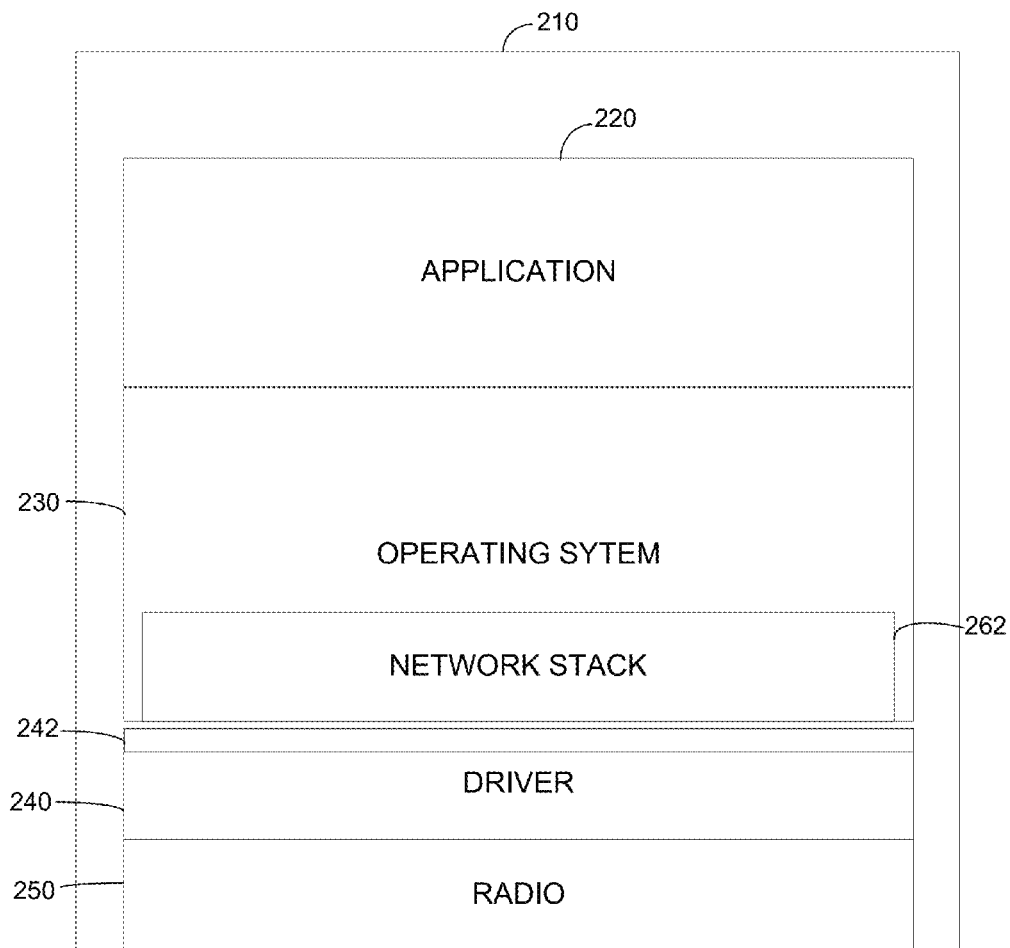 210
220
APPLICATION
230
OPERATING SYTEM
262
NETWORK STACK
242
DRIVER
240
250
RADIO